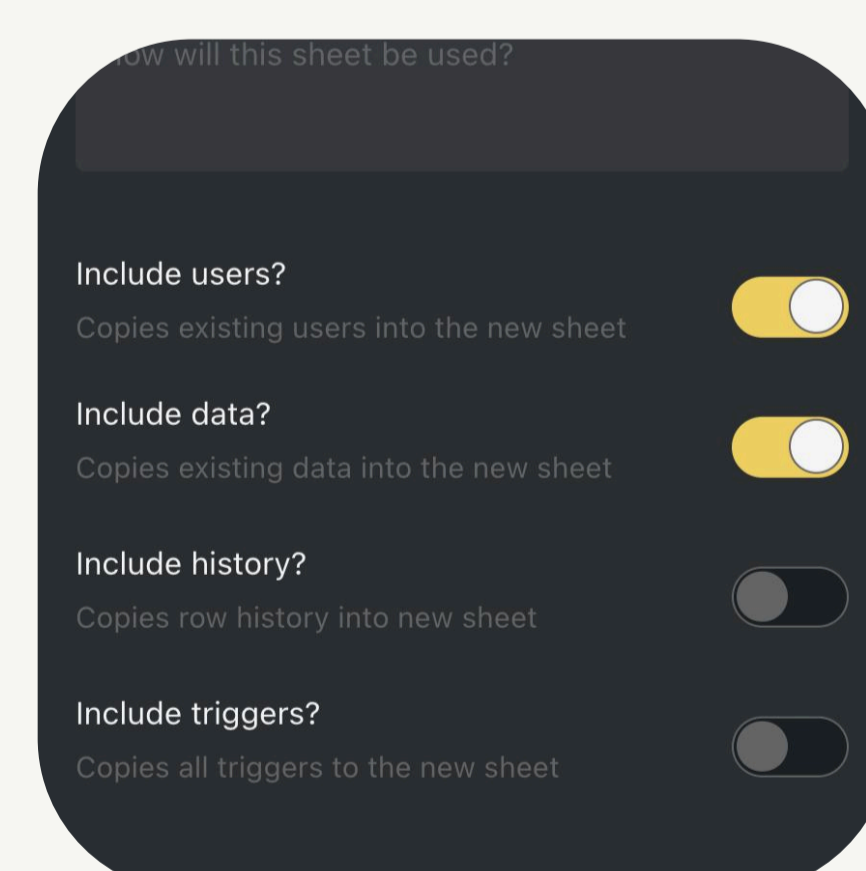 will this sheet be used?
Include users?
Copies existing users into the new sheet
Include data?
Copies existing data into the new sheet
Include history?
Copies row history into new sheet
Include triggers?
Copies all triggers to the new sheet